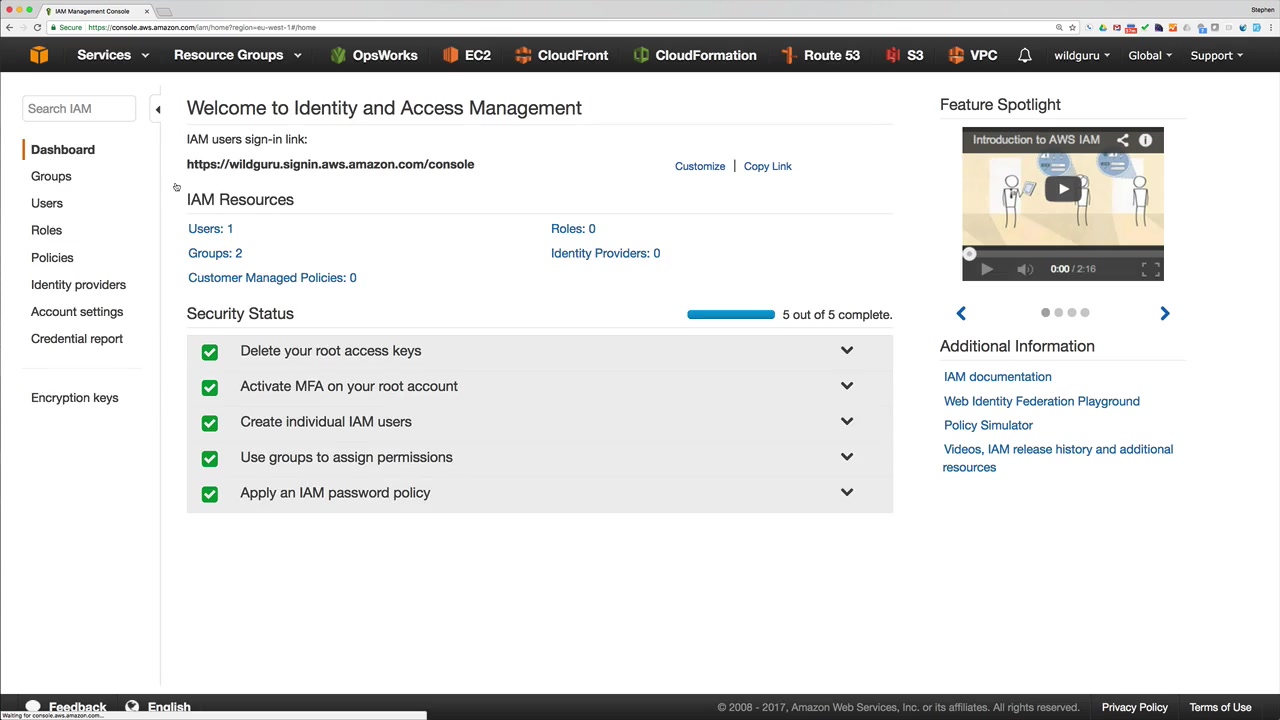 IAM Management Console
Stephen
Secure https://console.aws.amazon.com/iam/home?region=eu-west-1#/home
Services Resource Groups OpsWorks EC2 CloudFront CloudFormation Route 53 S3 VPC wildguru Global Support
Search IAM
Dashboard
Groups
Users
Roles
Policies
Identity providers
Account settings
Credential report
Encryption keys
Welcome to Identity and Access Management
IAM users sign-in link:
https://wildguru.signin.aws.amazon.com/console
Customize | Copy Link
IAM Resources
Users: 1
Roles: 0
Groups: 2
Identity Providers: 0
Customer Managed Policies: 0
Security Status
5 out of 5 complete.
Delete your root access keys
Activate MFA on your root account
Create individual IAM users
Use groups to assign permissions
Apply an IAM password policy
Feature Spotlight
Introduction to AWS IAM
0:00 / 2:16
Additional Information
IAM documentation
Web Identity Federation Playground
Policy Simulator
Videos, IAM release history and additional
resources
Feedback English
© 2008 - 2017, Amazon Web Services, Inc. or its affiliates. All rights reserved. Privacy Policy Terms of Use
Waiting for console.aws.amazon.com...